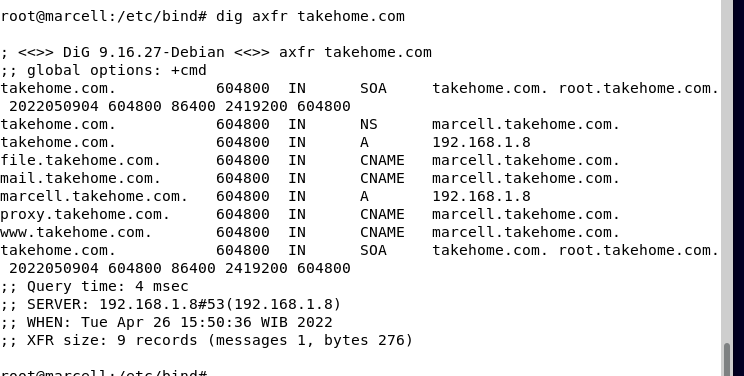 root@marcell:/etc/bind# dig axfr takehome.com
; <<>> DiG 9.16.27-Debian <<>> axfr takehome.com
;; global options: +cmd
takehome.com. 604800 IN SOA takehome.com. root.takehome.com.
2022050904 604800 86400 2419200 604800
takehome.com. 604800 IN NS marcell.takehome.com.
takehome.com. 604800 IN A 192.168.1.8
file.takehome.com. 604800 IN CNAME marcell.takehome.com.
mail.takehome.com. 604800 IN CNAME marcell.takehome.com.
marcell.takehome.com. 604800 IN A 192.168.1.8
proxy.takehome.com. 604800 IN CNAME marcell.takehome.com.
www.takehome.com. 604800 IN CNAME marcell.takehome.com.
takehome.com. 604800 IN SOA takehome.com. root.takehome.com.
2022050904 604800 86400 2419200 604800
;; Query time: 4 msec
;; SERVER: 192.168.1.8#53(192.168.1.8)
;; WHEN: Tue Apr 26 15:50:36 WIB 2022
;; XFR size: 9 records (messages 1, bytes 276)
root@marcell:/etc/bind#